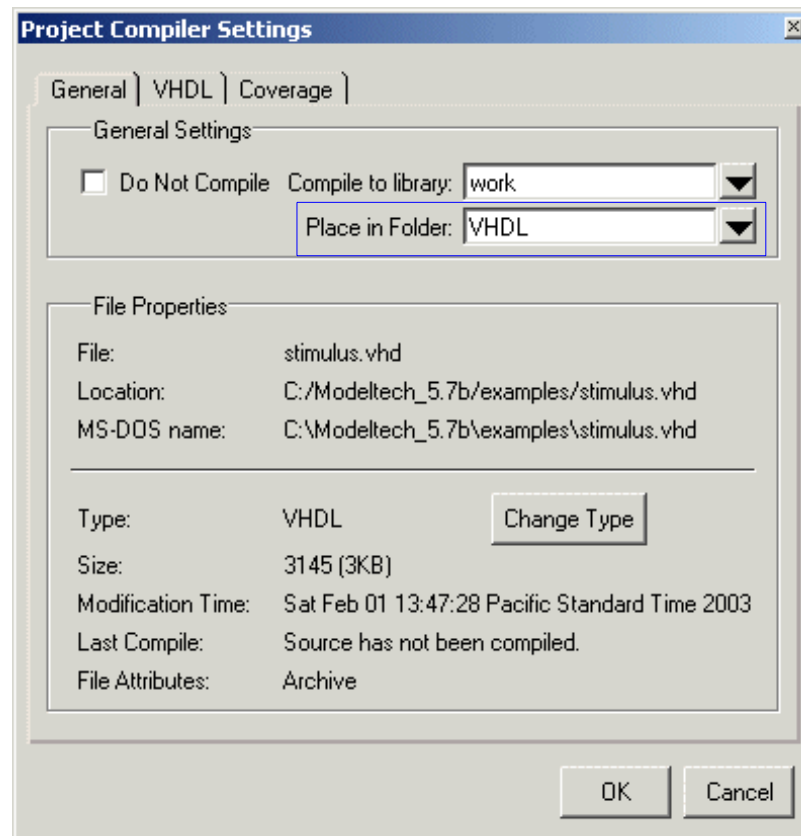 Project Compiler Settings
General VHDL Coverage
General Settings
Do Not Compile Compile to library: work
Place in Folder: VHDL
File Properties
File: stimulus.vhd
Location: C:/Modeltech_5.7b/examples/stimulus.vhd
MS-DOS name: C:\Modeltech_5.7b\examples\stimulus.vhd
Type: VHDL Change Type
Size: 3145 (3KB)
Modification Time: Sat Feb 01 13:47:28 Pacific Standard Time 2003
Last Compile: Source has not been compiled.
File Attributes: Archive
OK Cancel